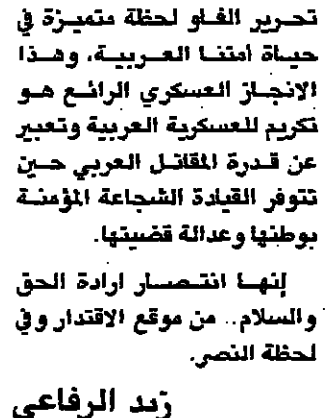 تحرير الفاو لحظة متميزة في
حياة أمتنا العربية، وهذا
الانجاز العسكري الرائع هو
تكريم للعسكرية العربية وتعبير
عن قدرة المقاتل العربي حين
تتوفر القيادة الشجاعة المؤمنة
بوطنها وعدالة قضيتها.
إنها انتصار ارادة الحق
والسلام.. من موقع الاقتدار وفي
لحظة النصر.
زيد الرفاعي